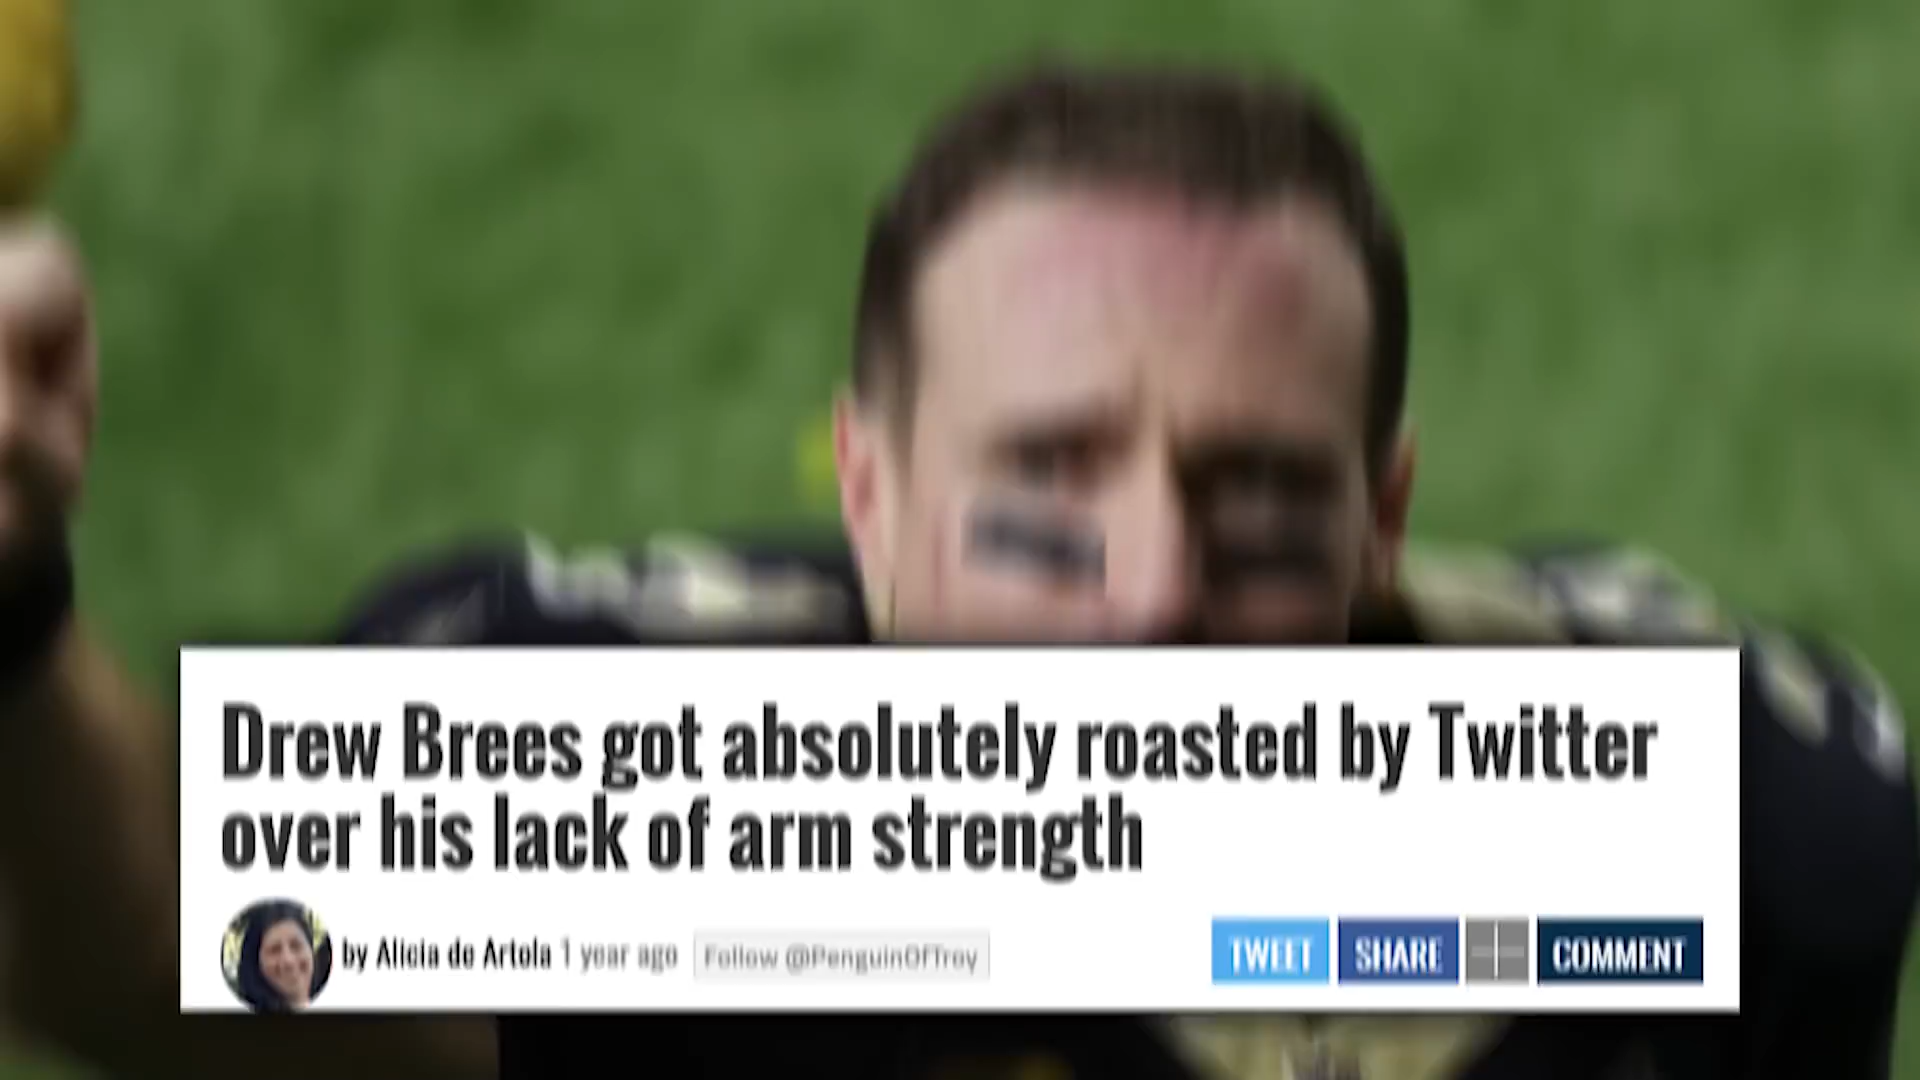 Drew Brees got absolutely roasted by Twitter
over his lack of arm strength
by Alicia de Artola 1 year ago Follow @PenguinOfTroy TWEET SHARE COMMENT